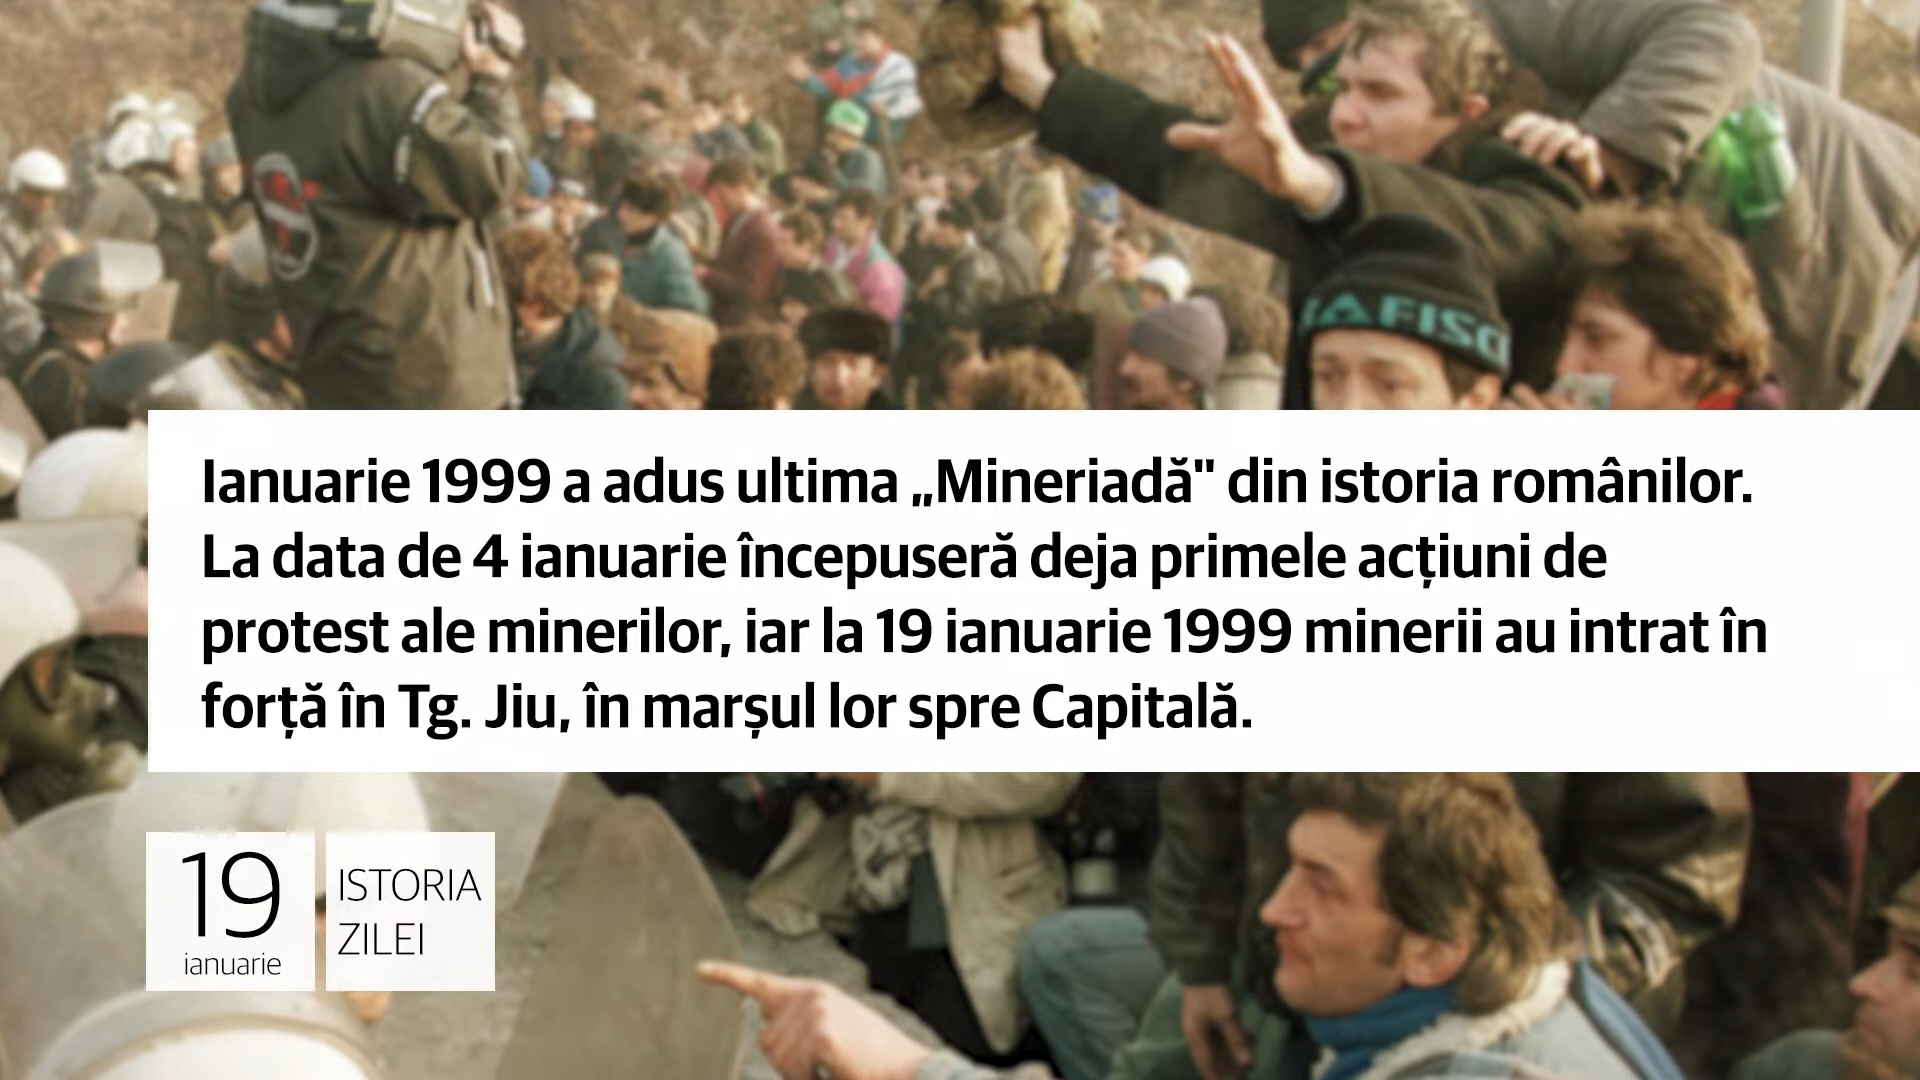 AFISO
Ianuarie 1999 a adus ultima „Mineriadă" din istoria românilor.
La data de 4 ianuarie începuseră deja primele acțiuni de
protest ale minerilor, iar la 19 ianuarie 1999 minerii au intrat în
forță în Tg. Jiu, în marșul lor spre Capitală.
19
ianuarie
ISTORIA
ZILEI